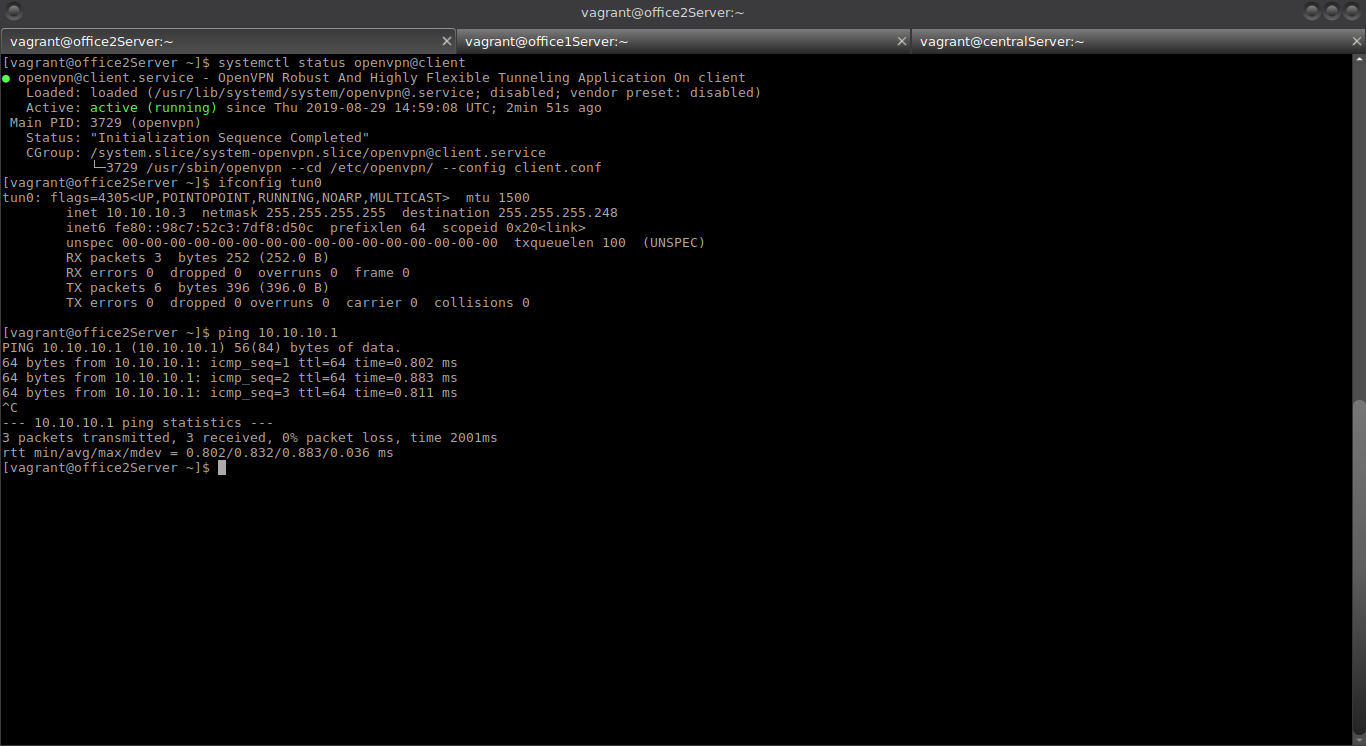 vagrant@office2Server:~
vagrant@office2Server:~
vagrant@office1Server:~
vagrant@centralServer:~
[vagrant@office2Server ~]$ systemctl status openvpn@client
● openvpn@client.service - OpenVPN Robust And Highly Flexible Tunneling Application On client
   Loaded: loaded (/usr/lib/systemd/system/openvpn@.service; disabled; vendor preset: disabled)
   Active: active (running) since Thu 2019-08-29 14:59:08 UTC; 2min 51s ago
 Main PID: 3729 (openvpn)
   Status: "Initialization Sequence Completed"
   CGroup: /system.slice/system-openvpn.slice/openvpn@client.service
           └─3729 /usr/sbin/openvpn --cd /etc/openvpn/ --config client.conf
[vagrant@office2Server ~]$ ifconfig tun0
tun0: flags=4305<UP,POINTOPOINT,RUNNING,NOARP,MULTICAST>  mtu 1500
        inet 10.10.10.3  netmask 255.255.255.255  destination 255.255.255.248
        inet6 fe80::98c7:52c3:7df8:d50c  prefixlen 64  scopeid 0x20<link>
        unspec 00-00-00-00-00-00-00-00-00-00-00-00-00-00-00-00  txqueuelen 100  (UNSPEC)
        RX packets 3  bytes 252 (252.0 B)
        RX errors 0  dropped 0  overruns 0  frame 0
        TX packets 6  bytes 396 (396.0 B)
        TX errors 0  dropped 0 overruns 0  carrier 0  collisions 0
[vagrant@office2Server ~]$ ping 10.10.10.1
PING 10.10.10.1 (10.10.10.1) 56(84) bytes of data.
64 bytes from 10.10.10.1: icmp_seq=1 ttl=64 time=0.802 ms
64 bytes from 10.10.10.1: icmp_seq=2 ttl=64 time=0.883 ms
64 bytes from 10.10.10.1: icmp_seq=3 ttl=64 time=0.811 ms
^C
--- 10.10.10.1 ping statistics ---
3 packets transmitted, 3 received, 0% packet loss, time 2001ms
rtt min/avg/max/mdev = 0.802/0.832/0.883/0.036 ms
[vagrant@office2Server ~]$